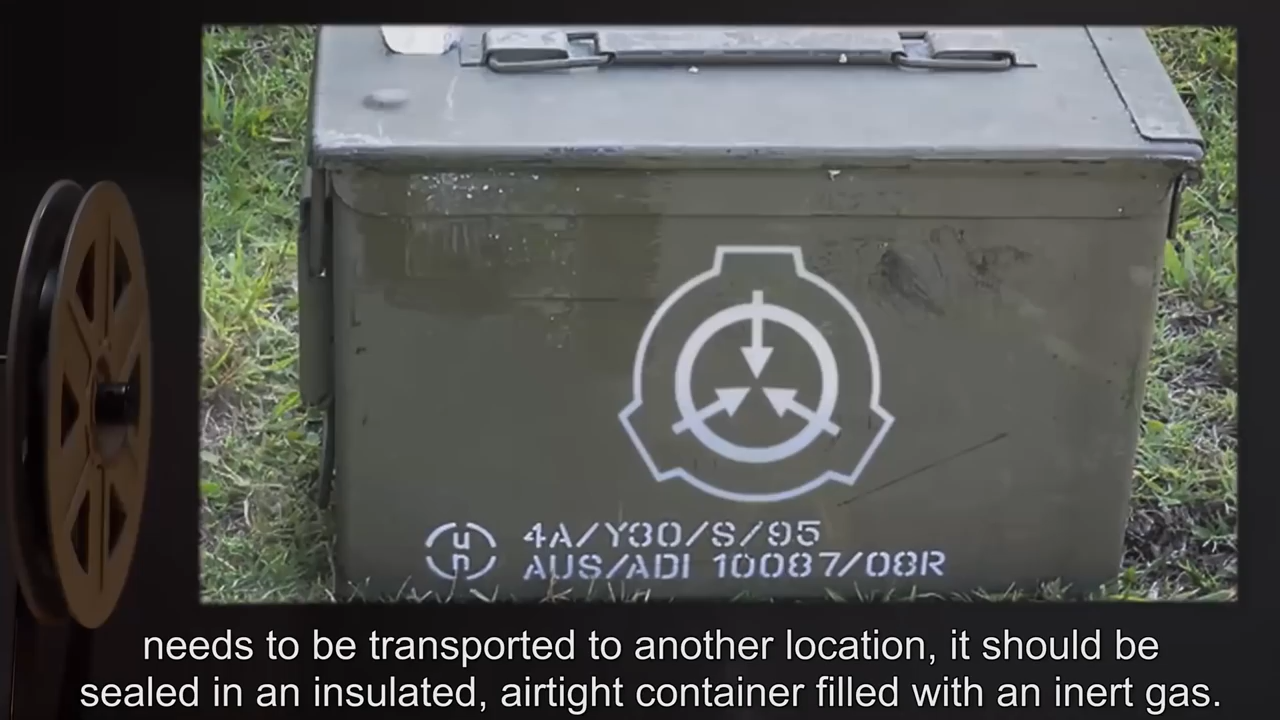 u
n
4A/Y30/S/95
AUS/ADI 10087/08R
needs to be transported to another location, it should be
sealed in an insulated, airtight container filled with an inert gas.